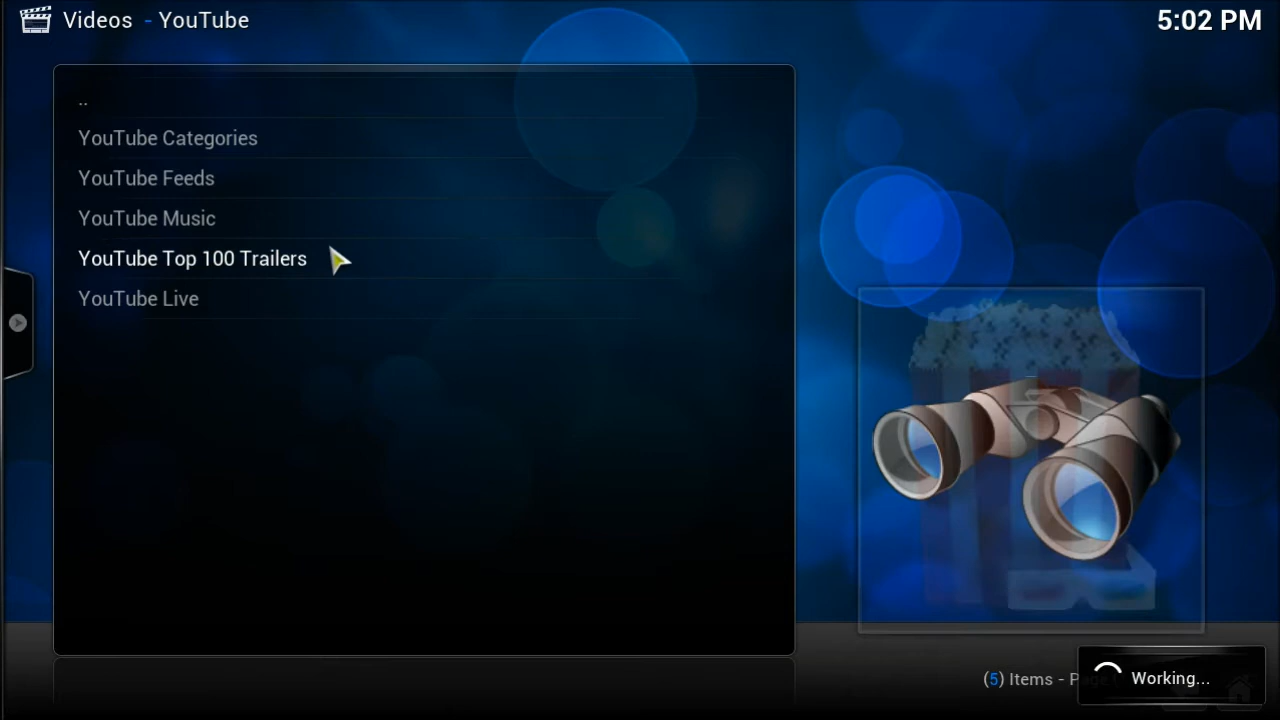 Videos - YouTube
5:02 PM
..
YouTube Categories
YouTube Feeds
YouTube Music
YouTube Top 100 Trailers
YouTube Live
(5) Items -
Working...